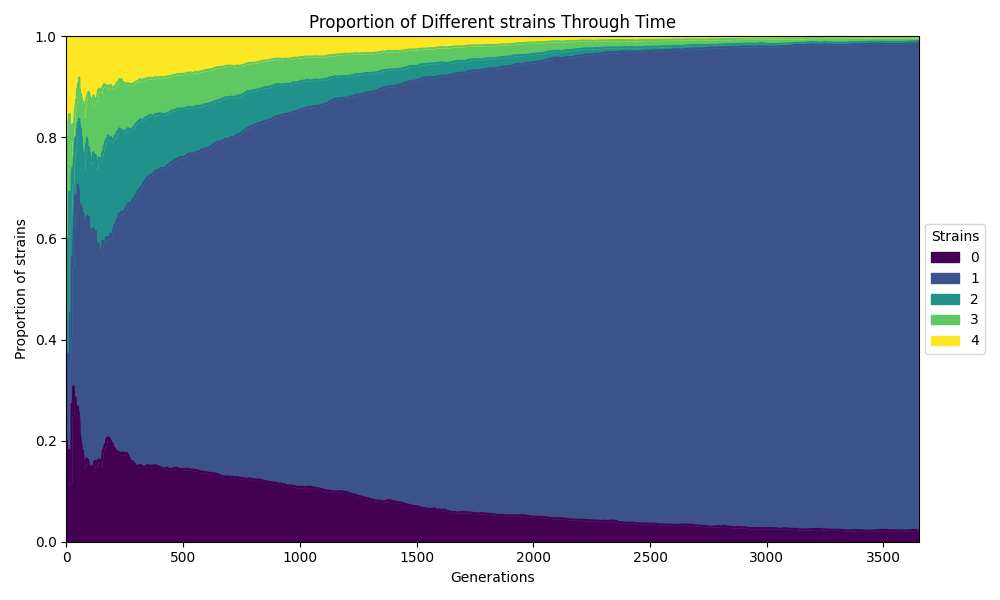 Proportion of Different strains Through Time
Proportion of strains
1.0
0.8
0.6
0.4
0.2
0.0
0 500 1000 1500 2000 2500 3000 3500
Generations
Strains
0
1
2
3
4